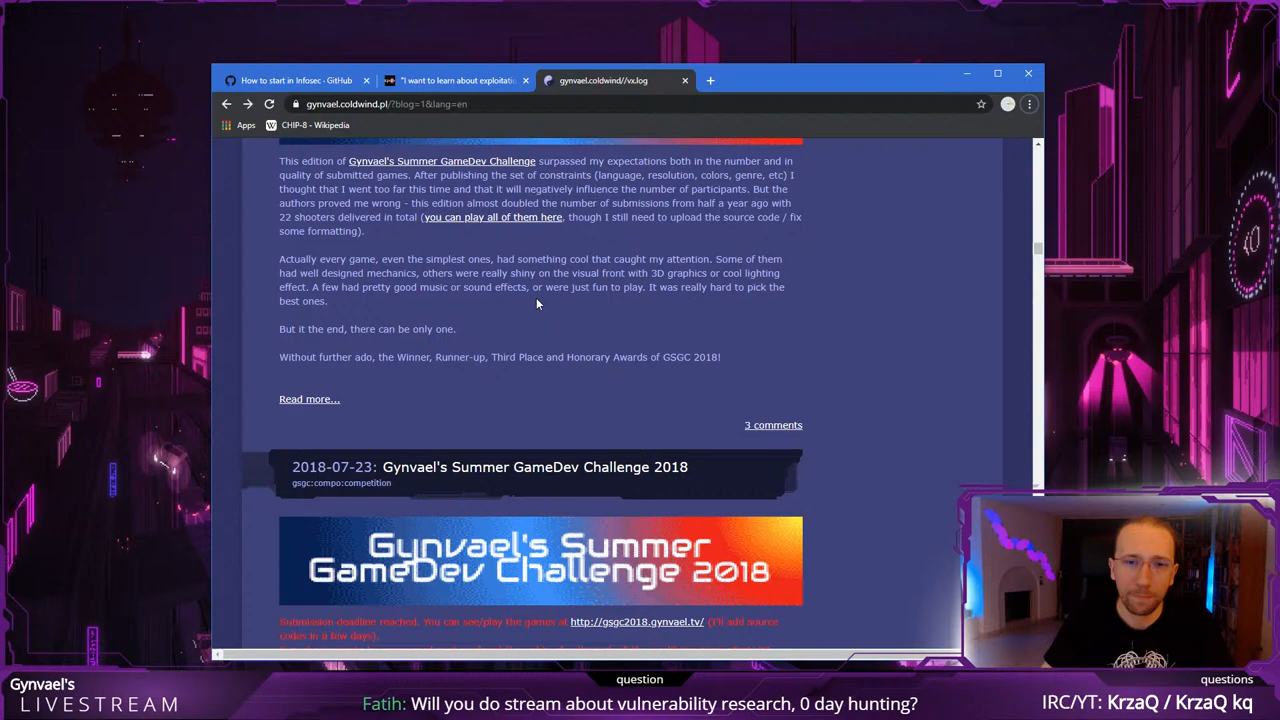 How to start in Infosec · GitHub
"I want to learn about exploitatio
gynvael.coldwind//vx.log
gynvael.coldwind.pl/?blog=1&lang=en
Apps
CHIP-8 - Wikipedia
This edition of Gynvael's Summer GameDev Challenge surpassed my expectations both in the number and in
quality of submitted games. After publishing the set of constraints (language, resolution, colors, genre, etc) I
thought that I went too far this time and that it will negatively influence the number of participants. But the
authors proved me wrong - this edition almost doubled the number of submissions from half a year ago with
22 shooters delivered in total (you can play all of them here, though I still need to upload the source code / fix
some formatting).
Actually every game, even the simplest ones, had something cool that caught my attention. Some of them
had well designed mechanics, others were really shiny on the visual front with 3D graphics or cool lighting
effect. A few had pretty good music or sound effects, or were just fun to play. It was really hard to pick the
best ones.
But it the end, there can be only one.
Without further ado, the Winner, Runner-up, Third Place and Honorary Awards of GSGC 2018!
Read more...
3 comments
2018-07-23: Gynvael's Summer GameDev Challenge 2018
gsgc:compo:competition
Gynvael's Summer
GameDev Challenge 2018
Submission deadline reached. You can see/play the games at http://gsgc2018.gynvael.tv/ (I'll add source
codes in a few days).
Gynvael's
LIVESTREAM
question
Fatih: Will you do stream about vulnerability research, 0 day hunting?
questions
IRC/YT: KrzaQ / KrzaQ kq